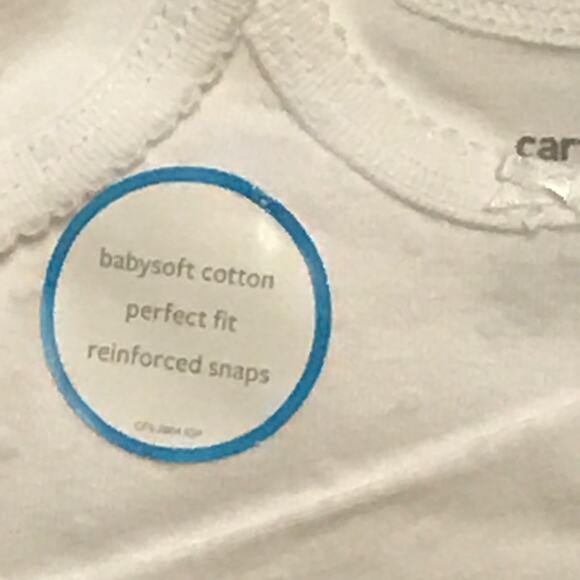 car
babysoft cotton
perfect fit
reinforced snaps